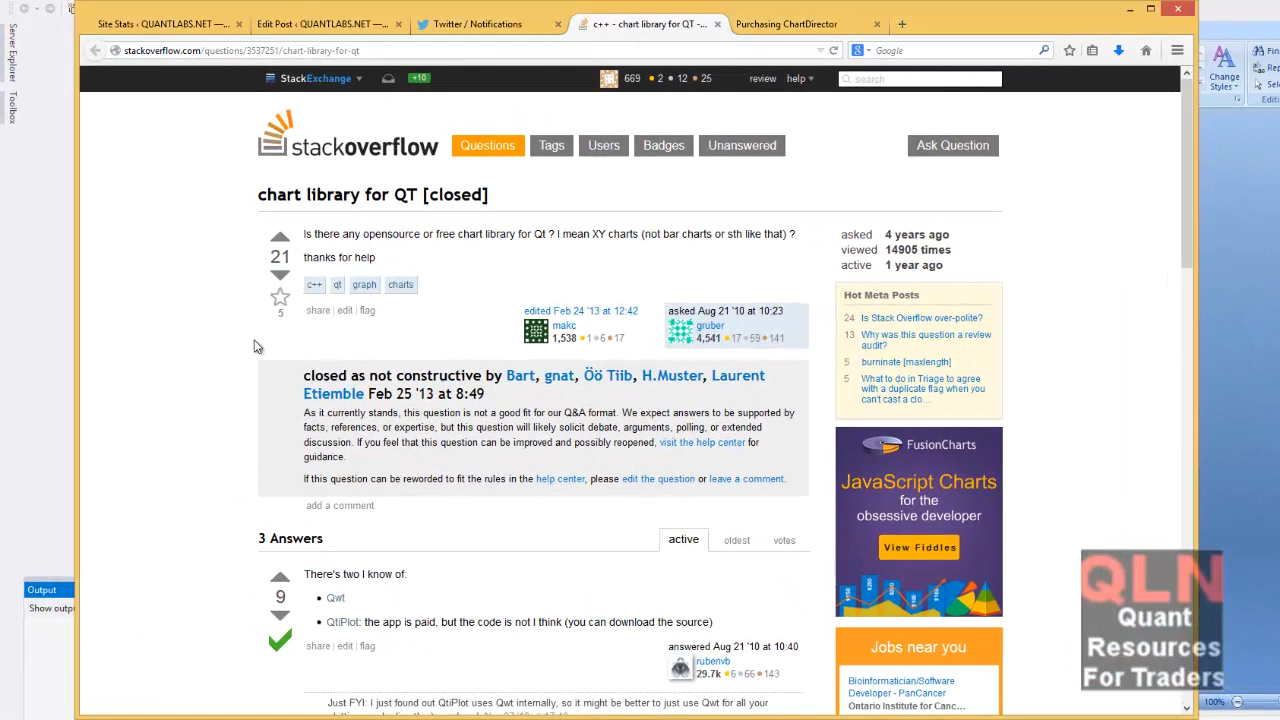 Site Stats ‹ QUANTLABS.NET —...
Edit Post ‹ QUANTLABS.NET —...
Twitter / Notifications
c++ - chart library for QT -...
Purchasing ChartDirector
stackoverflow.com/questions/3537251/chart-library-for-qt
Google
StackExchange
+10
669 2 12 25
review
help
search
stackoverflow
Questions
Tags
Users
Badges
Unanswered
Ask Question
chart library for QT [closed]
Is there any opensource or free chart library for Qt ? I mean XY charts (not bar charts or sth like that) ?
21
thanks for help
c++ qt graph charts
5
share | edit | flag
edited Feb 24 '13 at 12:42
makc
1,538 1 6 17
asked Aug 21 '10 at 10:23
gruber
4,541 17 59 141
closed as not constructive by Bart, gnat, Öö Tiib, H.Muster, Laurent
Etiemble Feb 25 '13 at 8:49
As it currently stands, this question is not a good fit for our Q&A format. We expect answers to be supported by
facts, references, or expertise, but this question will likely solicit debate, arguments, polling, or extended
discussion. If you feel that this question can be improved and possibly reopened, visit the help center for
guidance.
If this question can be reworded to fit the rules in the help center, please edit the question or leave a comment.
add a comment
3 Answers
active
oldest
votes
There's two I know of:
9
Qwt
QtiPlot: the app is paid, but the code is not I think (you can download the source)
share | edit | flag
answered Aug 21 '10 at 10:40
rubenvb
29.7k 6 66 143
Just FYI: I just found out QtiPlot uses Qwt internally, so it might be better to just use Qwt for all your
asked 4 years ago
viewed 14905 times
active 1 year ago
Hot Meta Posts
24 Is Stack Overflow over-polite?
13 Why was this question a review
audit?
5 burninate [maxlength]
5 What to do in Triage to agree
with a duplicate flag when you
can't cast a clo...
FusionCharts
JavaScript Charts
for the
obsessive developer
View Fiddles
Jobs near you
Bioinformatician/Software
Developer - PanCancer
Ontario Institute for Canc...
QLN
Quant
Resources
For Traders
Server Explorer
Toolbox
Output
Show outpu
Change
Styles
Fin
Sele
Editi
100%